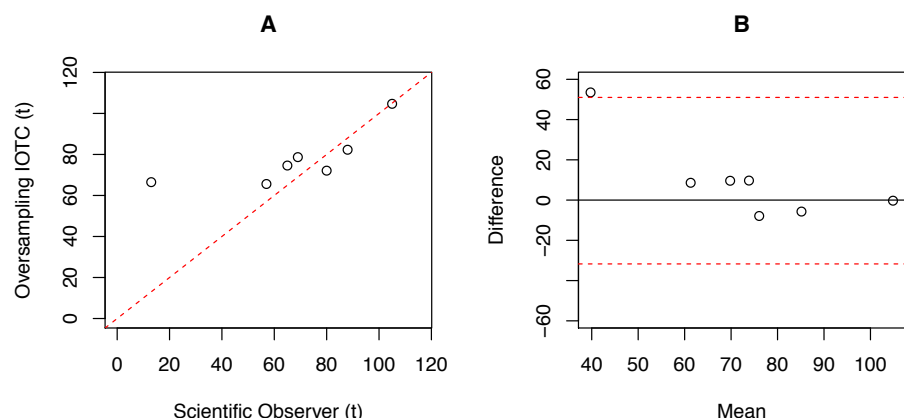 A
Oversampling IOTC (t)
120
100
80
60
40
20
0
0 20 40 60 80 100 120
Scientific Observer (t)
B
Difference
60
40
20
0
−20
−60
40 50 60 70 80 90 100
Mean